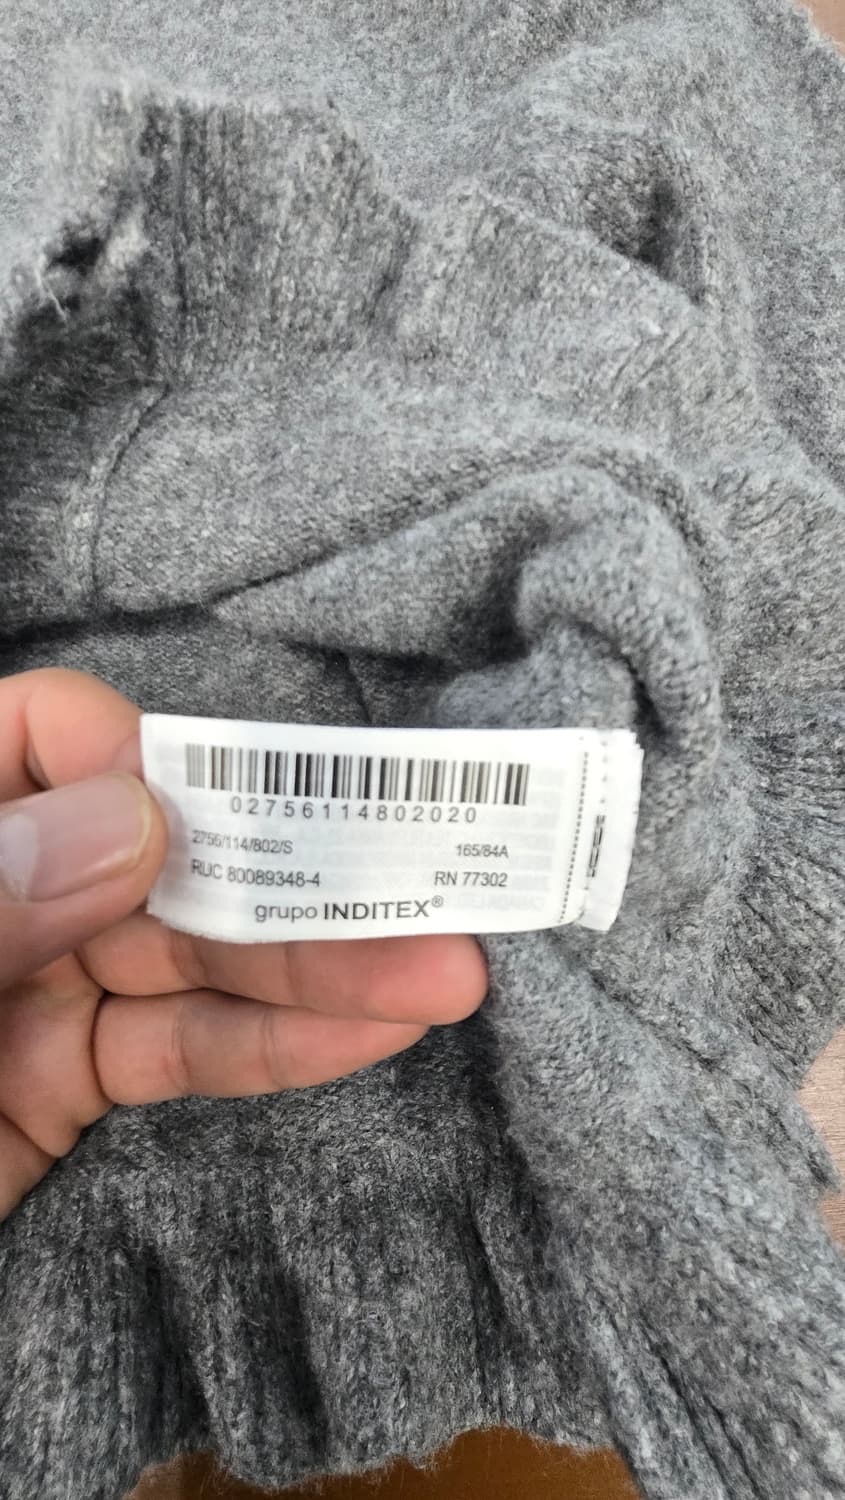 02756114802020
2756/114/802/S 165/84A
RUC 80089348-4 RN 77302
grupo INDITEX®